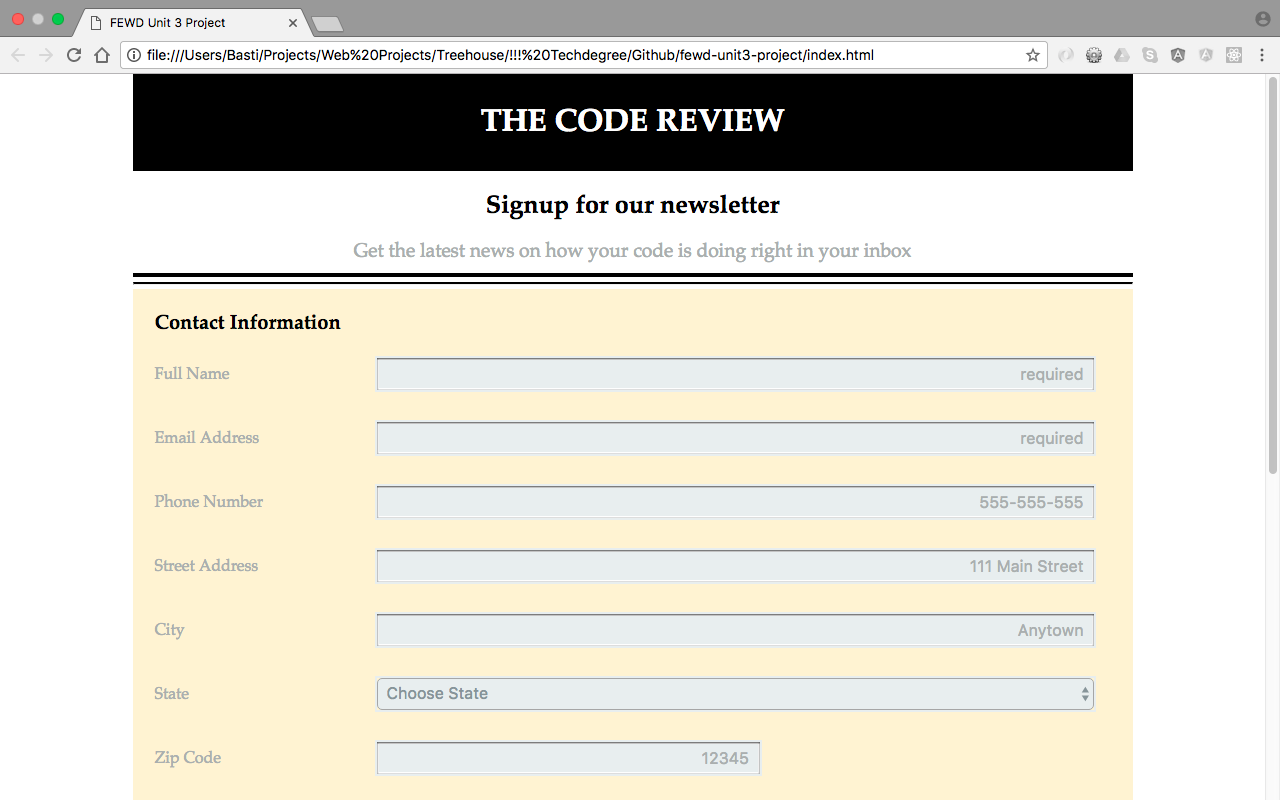 FEWD Unit 3 Project
file:///Users/Basti/Projects/Web%20Projects/Treehouse/!!!%20Techdegree/Github/fewd-unit3-project/index.html
THE CODE REVIEW
Signup for our newsletter
Get the latest news on how your code is doing right in your inbox
Contact Information
Full Name required
Email Address required
Phone Number 555-555-555
Street Address 111 Main Street
City Anytown
State Choose State
Zip Code 12345